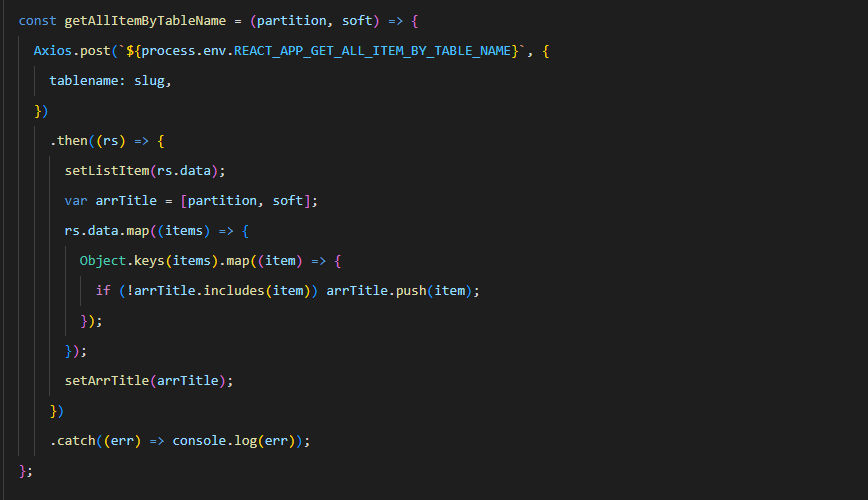 const getAllItemByTableName = (partition, soft) => {
Axios.post(`${process.env.REACT_APP_GET_ALL_ITEM_BY_TABLE_NAME}`, {
tablename: slug,
})
.then((rs) => {
setListItem(rs.data);
var arrTitle = [partition, soft];
rs.data.map((items) => {
Object.keys(items).map((item) => {
if (!arrTitle.includes(item)) arrTitle.push(item);
});
});
setArrTitle(arrTitle);
})
.catch((err) => console.log(err));
};